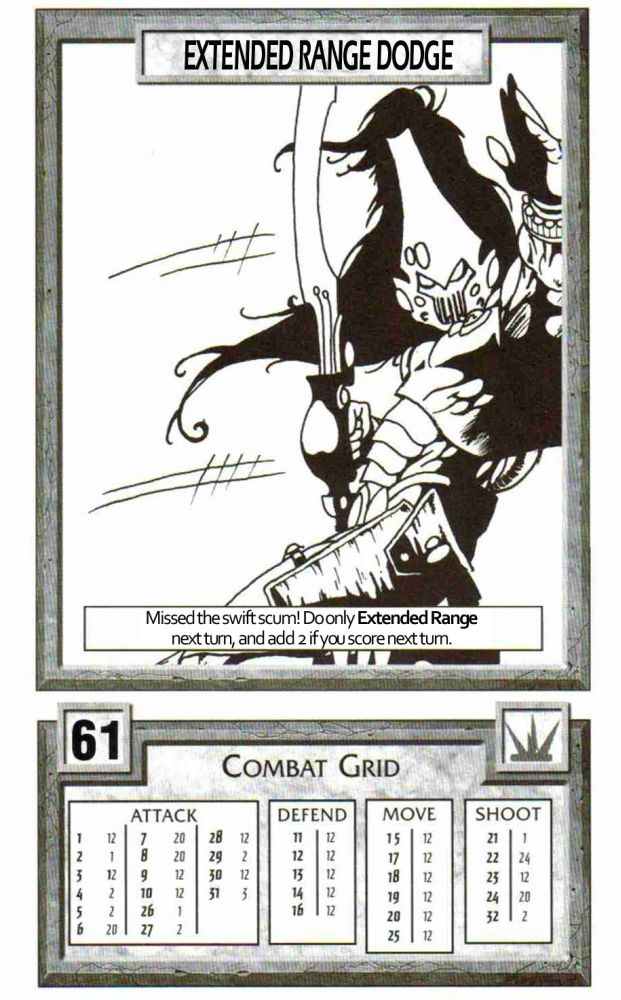 EXTENDED RANGE DODGE
Missed the swift scum! Do only Extended Range
next turn, and add 2 if you score next turn.
61
COMBAT GRID
ATTACK
1 12 7 20 28 12
2 1 8 20 29 2
3 12 9 12 30 12
4 2 10 12 31 3
5 2 26 1
6 20 27 2
DEFEND
11 12
12 12
13 12
14 12
16 12
MOVE
15 12
17 12
18 12
19 12
20 12
25 12
SHOOT
21 1
22 24
23 12
24 20
32 2